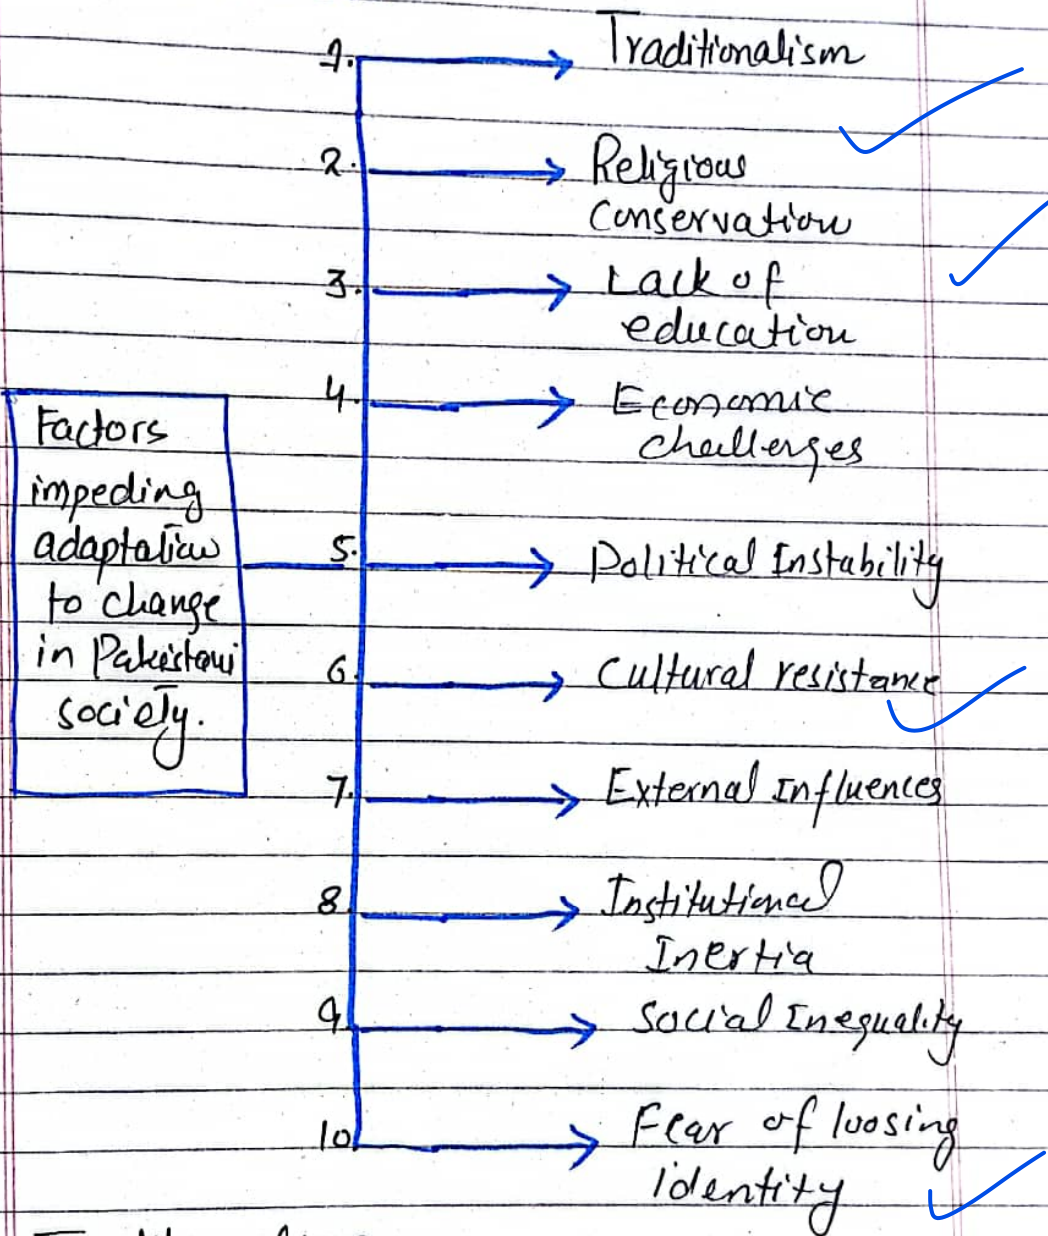 1. Traditionalism
2. Religious
Conservation
3. Lack of
education
4. Economic
challenges
Factors
impeding
adaptation
to change
in Pakistani
society.
5. Political Instability
6. Cultural resistance
7. External Influences
8. Institutional
Inertia
9. Social Inequality
10. Fear of loosing
identity